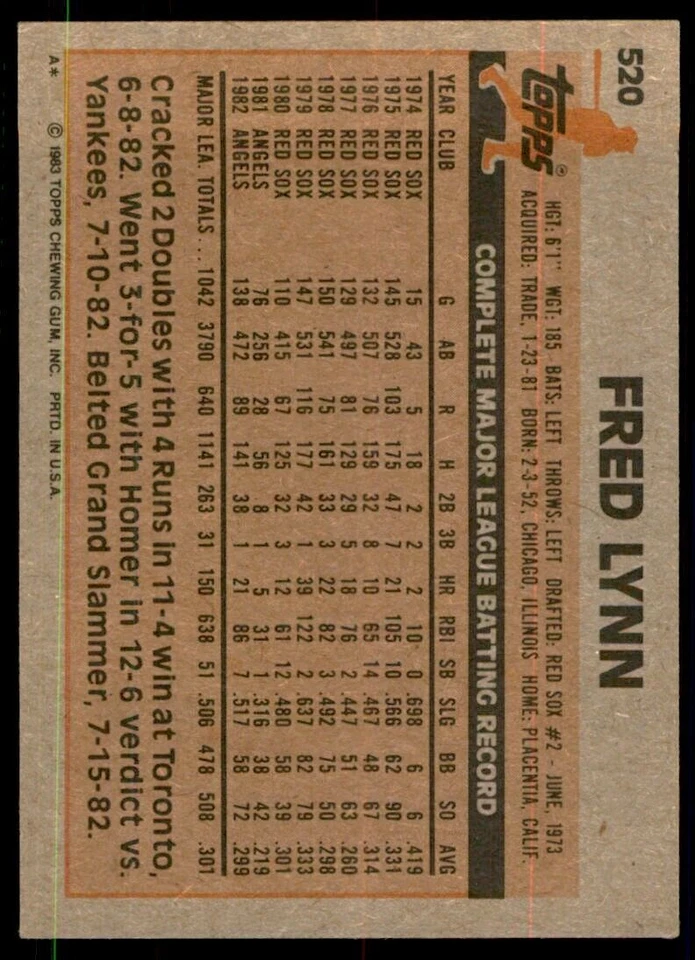 520 FRED LYNN
Topps®
HGT: 6'1" WGT: 185 BATS: LEFT THROWS: LEFT DRAFTED: RED SOX #2 - JUNE, 1973
ACQUIRED: TRADE, 1-23-81 BORN: 2-3-52, CHICAGO, ILLINOIS HOME: PLACENTIA, CALIF.
COMPLETE MAJOR LEAGUE BATTING RECORD
YEAR CLUB G AB R H 2B 3B HR RBI SB SLG BB SO AVG
1974 RED SOX 15 43 5 18 2 2 2 10 0 .698 6 6 .419
1975 RED SOX 145 528 103 175 47 7 21 105 10 .566 62 90 .331
1976 RED SOX 132 507 76 159 32 8 10 65 14 .467 48 67 .314
1977 RED SOX 129 497 81 129 29 5 18 76 2 .447 51 63 .260
1978 RED SOX 150 541 75 161 33 3 22 82 3 .492 75 50 .298
1979 RED SOX 147 531 116 177 42 1 39 122 2 .637 82 79 .333
1980 RED SOX 110 415 67 125 32 3 12 61 12 .480 58 39 .301
1981 ANGELS 76 256 28 56 8 1 5 31 1 .316 38 42 .219
1982 ANGELS 138 472 89 141 38 1 21 86 7 .517 58 72 .299
MAJOR LEA. TOTALS... 1042 3790 640 1141 263 31 150 638 51 .506 478 508 .301
Cracked 2 Doubles with 4 Runs in 11-4 win at Toronto,
6-8-82. Went 3-for-5 with Homer in 12-6 verdict vs.
Yankees, 7-10-82. Belted Grand Slammer, 7-15-82.
A* © 1983 TOPPS CHEWING GUM, INC. PRTD. IN U.S.A.